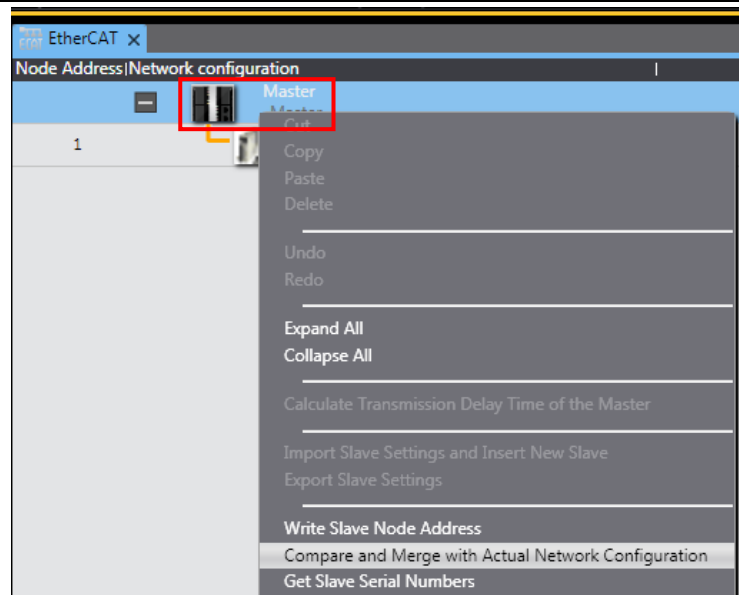 EtherCAT
Node Address|Network configuration
Master
Master
Cut
1
Copy
Paste
Delete
Undo
Redo
Expand All
Collapse All
Calculate Transmission Delay Time of the Master
Import Slave Settings and Insert New Slave
Export Slave Settings
Write Slave Node Address
Compare and Merge with Actual Network Configuration
Get Slave Serial Numbers